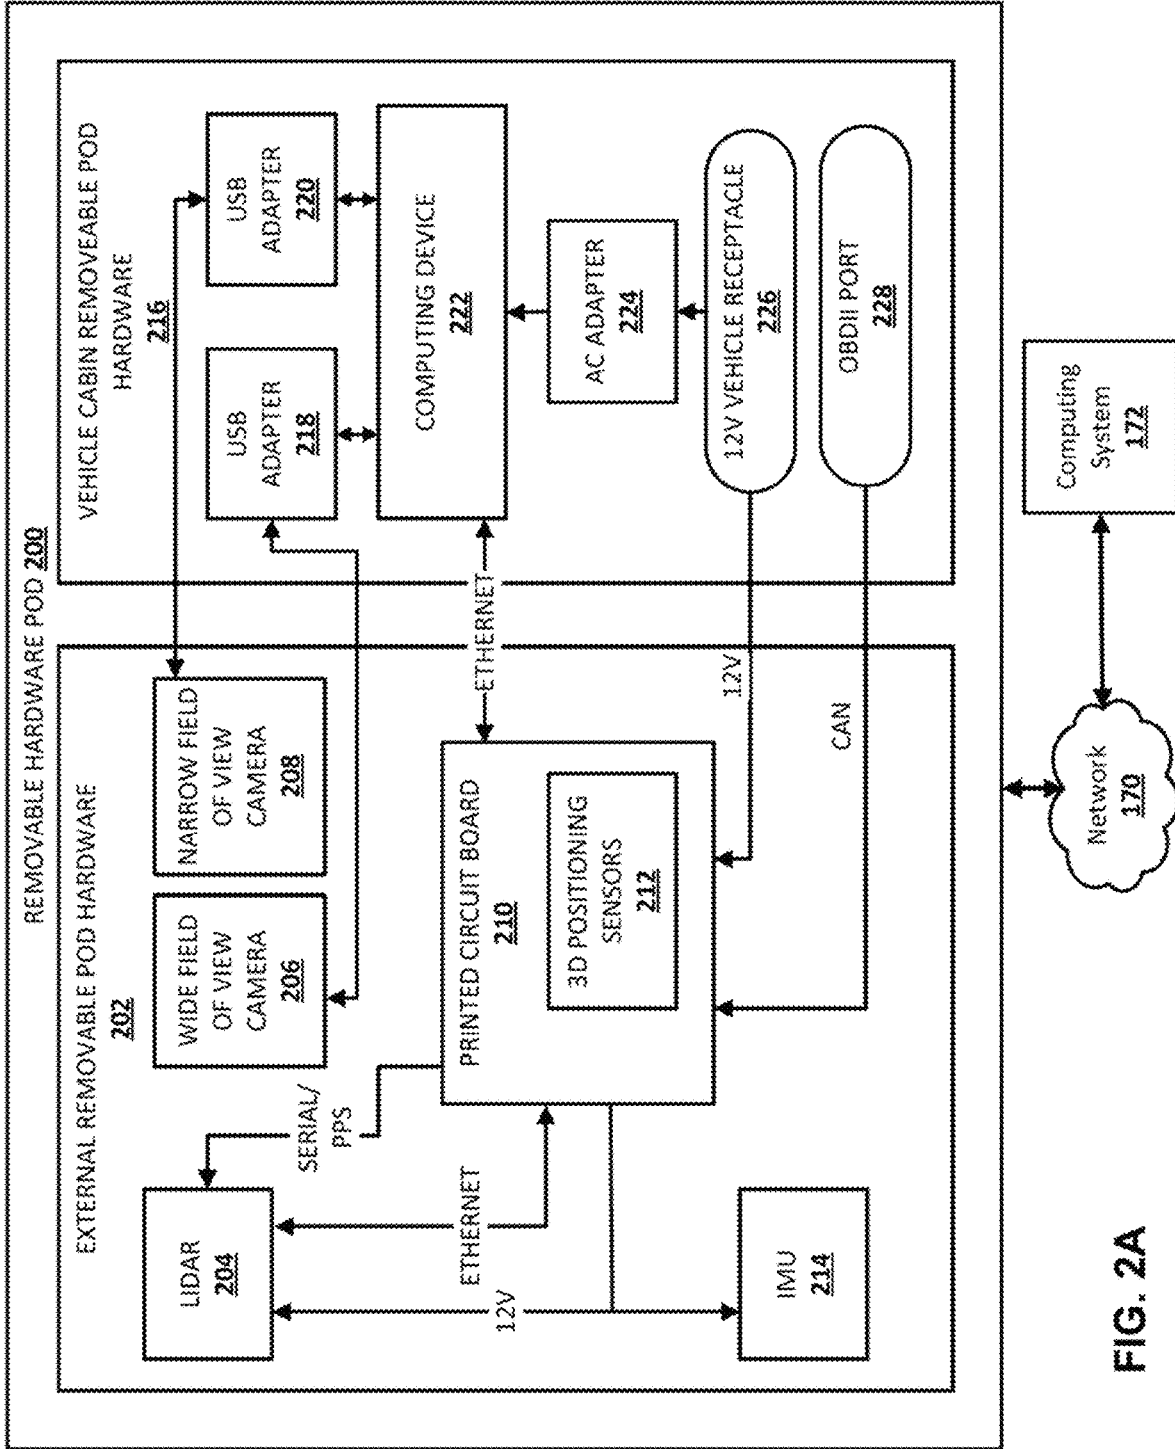 REMOVABLE HARDWARE POD 200
EXTERNAL REMOVABLE POD HARDWARE
202
LIDAR
204
WIDE FIELD
OF VIEW
CAMERA
206
NARROW FIELD
OF VIEW
CAMERA
208
SERIAL/
PPS
ETHERNET
12V
PRINTED CIRCUIT BOARD
210
3D POSITIONING
SENSORS
212
IMU
214
ETHERNET
12V
CAN
VEHICLE CABIN REMOVEABLE POD
HARDWARE
216
USB
ADAPTER
218
USB
ADAPTER
220
COMPUTING DEVICE
222
AC ADAPTER
224
12V VEHICLE RECEPTACLE
226
OBDII PORT
228
Network
170
Computing
System
172
FIG. 2A